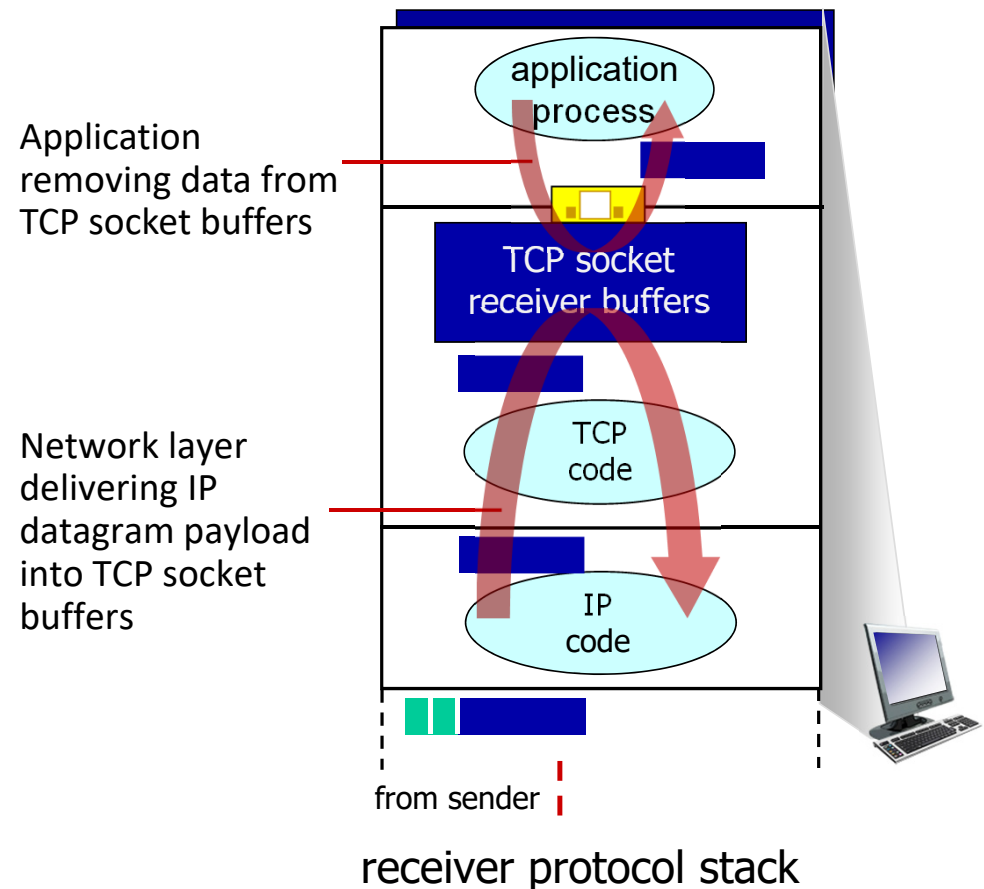 application
process
Application
removing data from
TCP socket buffers
TCP socket
receiver buffers
TCP
code
Network layer
delivering IP
datagram payload
into TCP socket
buffers
IP
code
from sender
receiver protocol stack